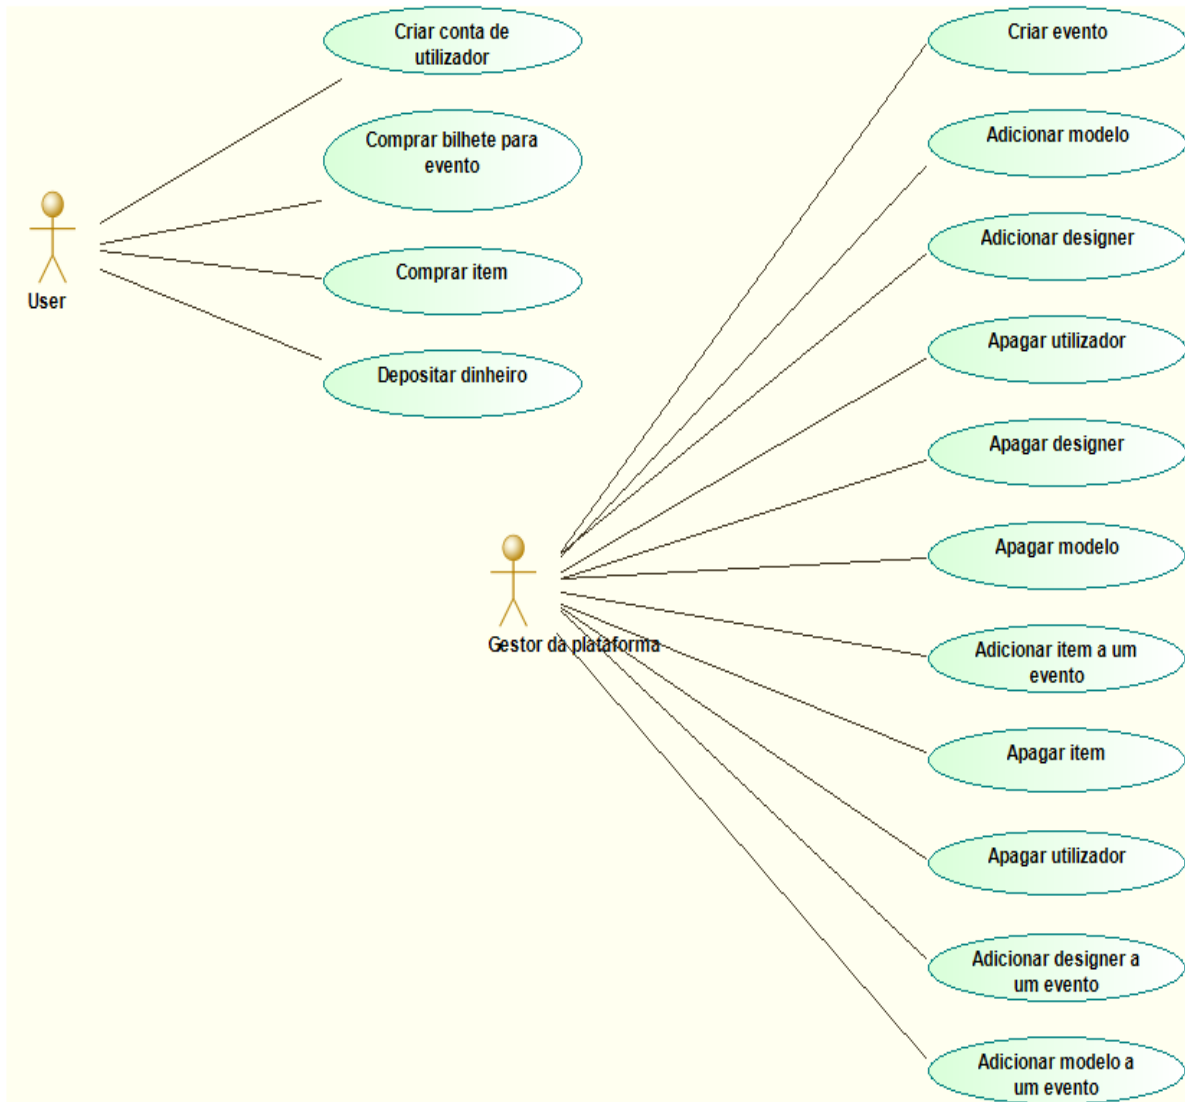 Criar conta de
utilizador
Comprar bilhete para
evento
Comprar item
Depositar dinheiro
User
Criar evento
Adicionar modelo
Adicionar designer
Apagar utilizador
Apagar designer
Apagar modelo
Adicionar item a um
evento
Apagar item
Apagar utilizador
Adicionar designer a
um evento
Adicionar modelo a
um evento
Gestor da plataforma